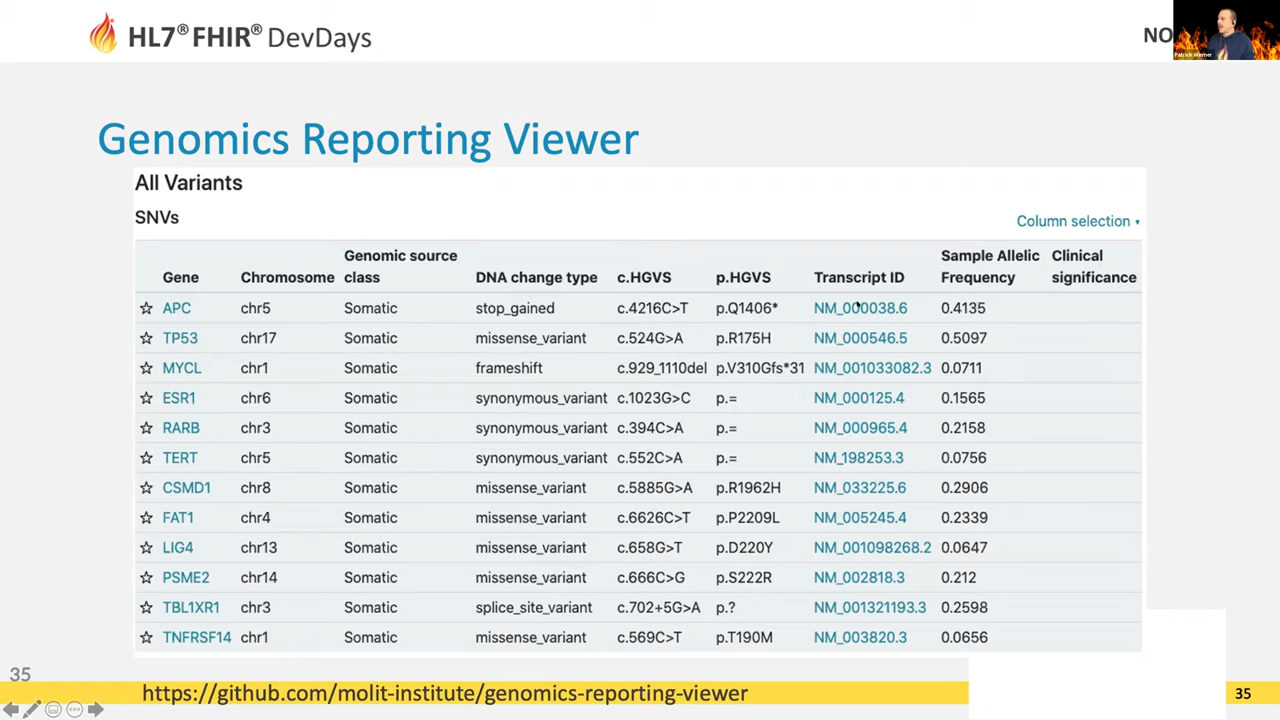 HL7® FHIR® DevDays
NO
Patrick Werner
Genomics Reporting Viewer
All Variants
SNVs
Column selection
Gene Chromosome Genomic source class DNA change type c.HGVS p.HGVS Transcript ID Sample Allelic Frequency Clinical significance
APC chr5 Somatic stop_gained c.4216C>T p.Q1406* NM_000038.6 0.4135
TP53 chr17 Somatic missense_variant c.524G>A p.R175H NM_000546.5 0.5097
MYCL chr1 Somatic frameshift c.929_1110del p.V310Gfs*31 NM_001033082.3 0.0711
ESR1 chr6 Somatic synonymous_variant c.1023G>C p.= NM_000125.4 0.1565
RARB chr3 Somatic synonymous_variant c.394C>A p.= NM_000965.4 0.2158
TERT chr5 Somatic synonymous_variant c.552C>A p.= NM_198253.3 0.0756
CSMD1 chr8 Somatic missense_variant c.5885G>A p.R1962H NM_033225.6 0.2906
FAT1 chr4 Somatic missense_variant c.6626C>T p.P2209L NM_005245.4 0.2339
LIG4 chr13 Somatic missense_variant c.658G>T p.D220Y NM_001098268.2 0.0647
PSME2 chr14 Somatic missense_variant c.666C>G p.S222R NM_002818.3 0.212
TBL1XR1 chr3 Somatic splice_site_variant c.702+5G>A p.? NM_001321193.3 0.2598
TNFRSF14 chr1 Somatic missense_variant c.569C>T p.T190M NM_003820.3 0.0656
35
https://github.com/molit-institute/genomics-reporting-viewer
35